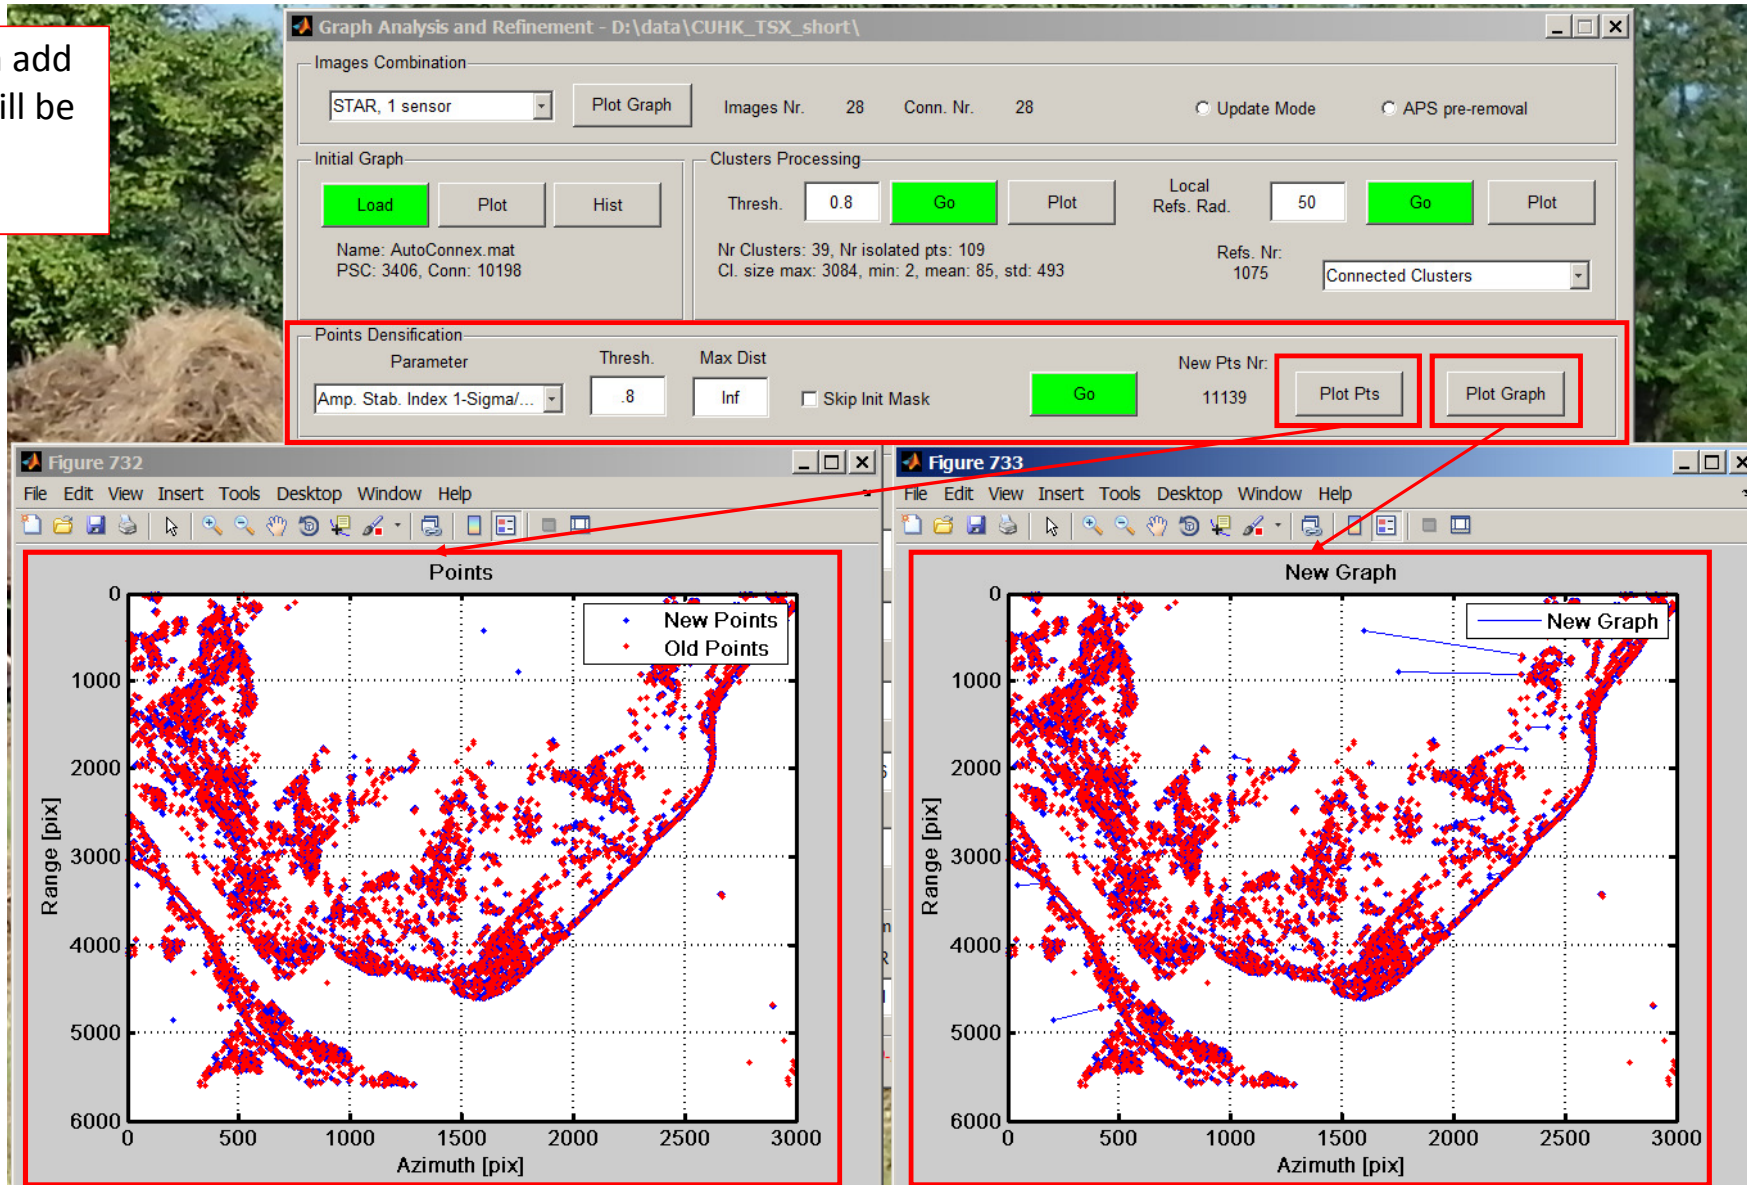 add
ill be
Graph Analysis and Refinement - D:\data\CUHK_TSX_short\
Images Combination
STAR, 1 sensor
Plot Graph
Images Nr. 28 Conn. Nr. 28
Update Mode
APS pre-removal
Initial Graph
Load
Plot
Hist
Name: AutoConnex.mat
PSC: 3406, Conn: 10198
Clusters Processing
Thresh. 0.8
Go
Plot
Local
Refs. Rad.
50
Go
Plot
Nr Clusters: 39, Nr isolated pts: 109
Cl. size max: 3084, min: 2, mean: 85, std: 493
Refs. Nr:
1075
Connected Clusters
Points Densification
Parameter
Amp. Stab. Index 1-Sigma/...
Thresh.
.8
Max Dist
Inf
Skip Init Mask
Go
New Pts Nr:
11139
Plot Pts
Plot Graph
Figure 732
File Edit View Insert Tools Desktop Window Help
Points
New Points
Old Points
0
1000
2000
3000
4000
5000
6000
Range [pix]
0 500 1000 1500 2000 2500 3000
Azimuth [pix]
Figure 733
File Edit View Insert Tools Desktop Window Help
New Graph
New Graph
0
1000
2000
3000
4000
5000
6000
Range [pix]
0 500 1000 1500 2000 2500 3000
Azimuth [pix]